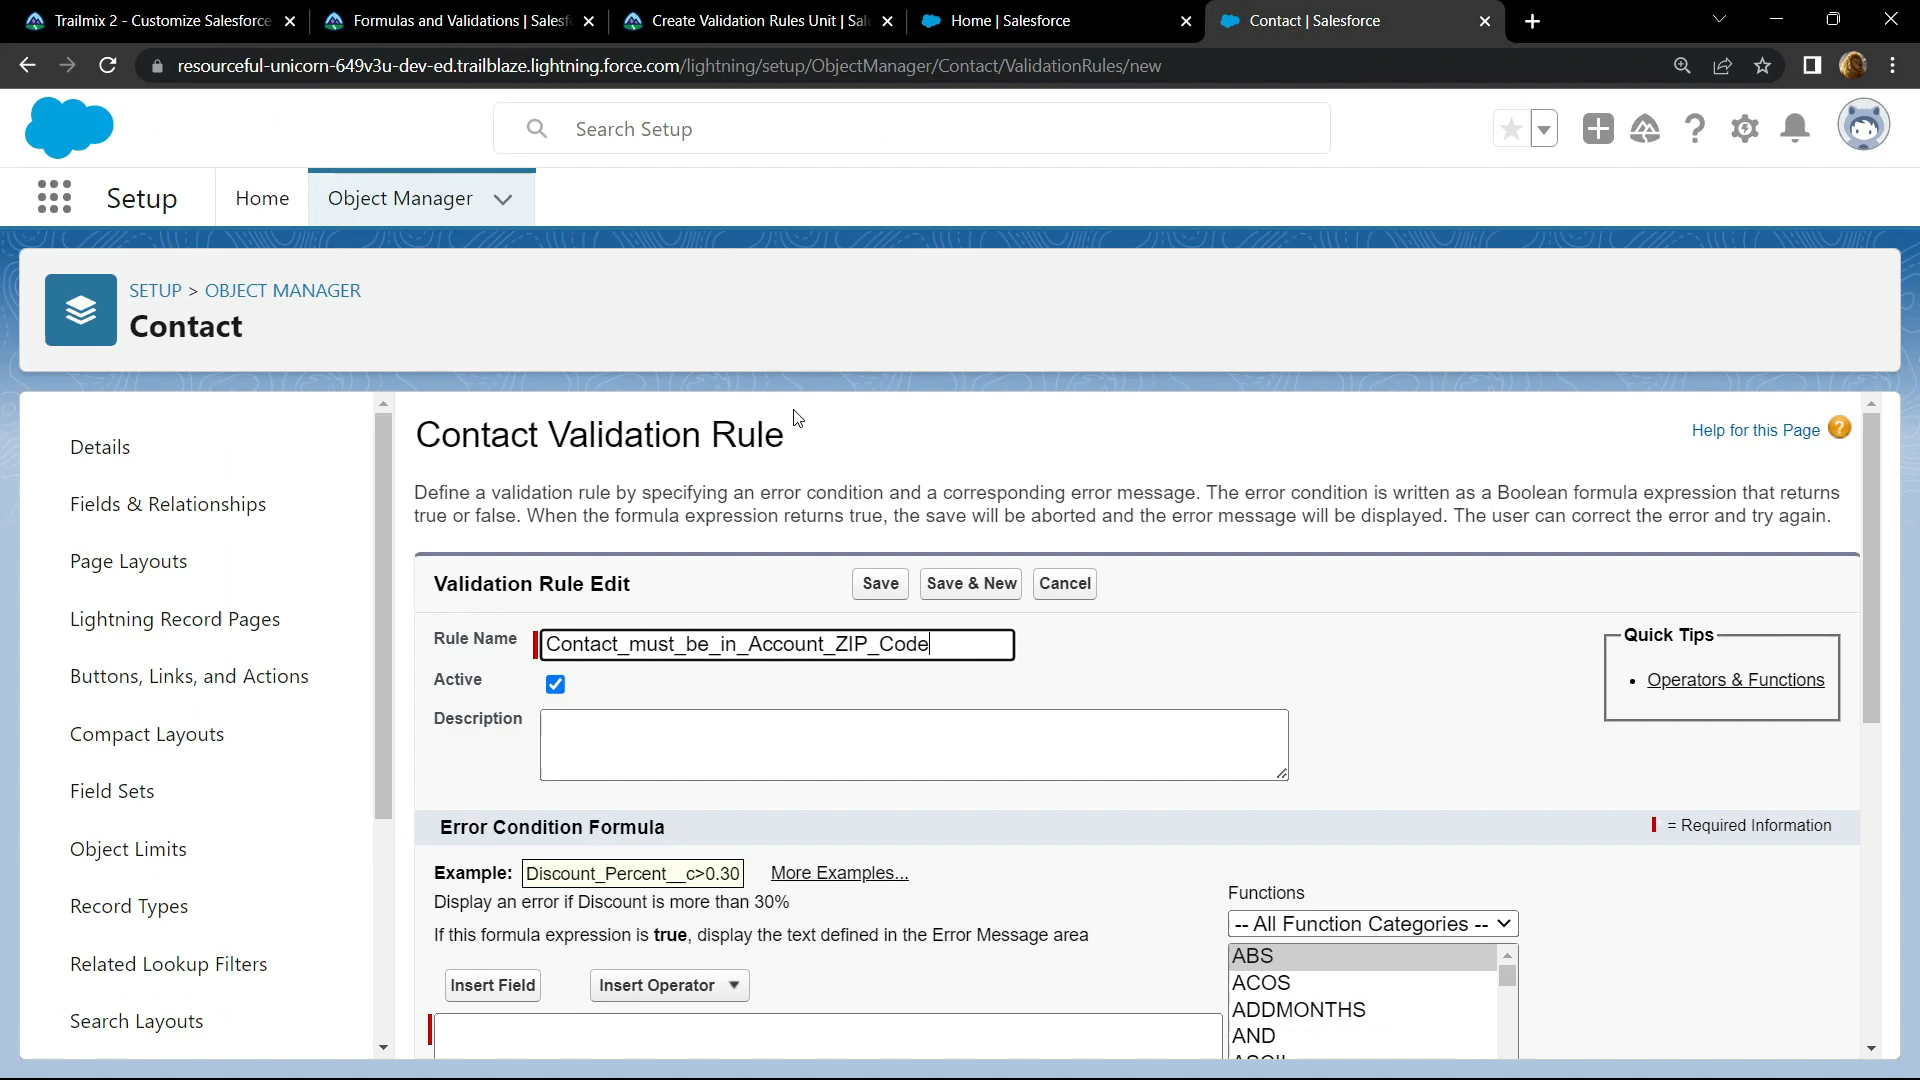 Trailmix 2 - Customize Salesforce
Formulas and Validations | Salesf
Create Validation Rules Unit | Sal
Home | Salesforce
Contact | Salesforce
resourceful-unicorn-649v3u-dev-ed.trailblaze.lightning.force.com/lightning/setup/ObjectManager/Contact/ValidationRules/new
Search Setup
Setup
Home
Object Manager
SETUP > OBJECT MANAGER
Contact
Details
Fields & Relationships
Page Layouts
Lightning Record Pages
Buttons, Links, and Actions
Compact Layouts
Field Sets
Object Limits
Record Types
Related Lookup Filters
Search Layouts
Contact Validation Rule
Help for this Page ?
Define a validation rule by specifying an error condition and a corresponding error message. The error condition is written as a Boolean formula expression that returns
true or false. When the formula expression returns true, the save will be aborted and the error message will be displayed. The user can correct the error and try again.
Validation Rule Edit
Save
Save & New
Cancel
Rule Name
Contact_must_be_in_Account_ZIP_Code
Active
Description
Quick Tips
• Operators & Functions
Error Condition Formula
= Required Information
Example: Discount_Percent__c>0.30 More Examples...
Display an error if Discount is more than 30%
If this formula expression is true, display the text defined in the Error Message area
Insert Field
Insert Operator
Functions
-- All Function Categories --
ABS
ACOS
ADDMONTHS
AND